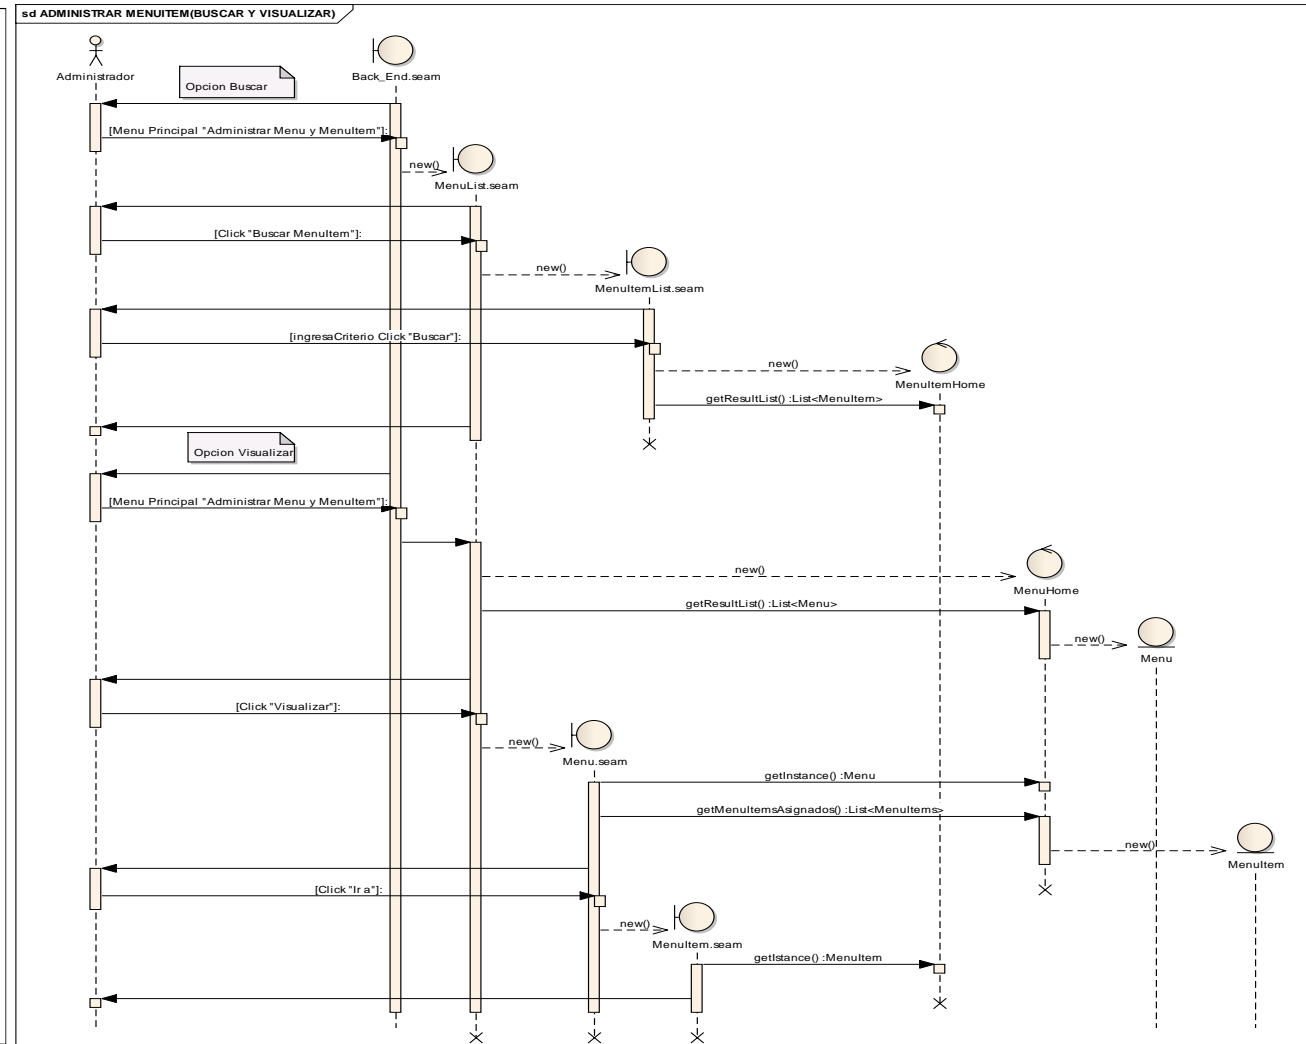 sd ADMINISTRAR MENUITEM(BUSCAR Y VISUALIZAR)
Administrador
Back_End.seam
Opcion Buscar
[Menu Principal "Administrar Menu y MenuItem"]:
new()
MenuList.seam
[Click "Buscar MenuItem"]:
new()
MenuItemList.seam
[ingresaCriterio Click "Buscar"]:
new()
MenuItemHome
getResultList() :List<MenuItem>
Opcion Visualizar
[Menu Principal "Administrar Menu y MenuItem"]:
new()
MenuHome
getResultList() :List<Menu>
new()
Menu
[Click "Visualizar"]:
new()
Menu.seam
getInstance() :Menu
getMenuItemsAsignados() :List<MenuItems>
new()
MenuItem
[Click "Ir a"]:
new()
MenuItem.seam
getIstance() :MenuItem